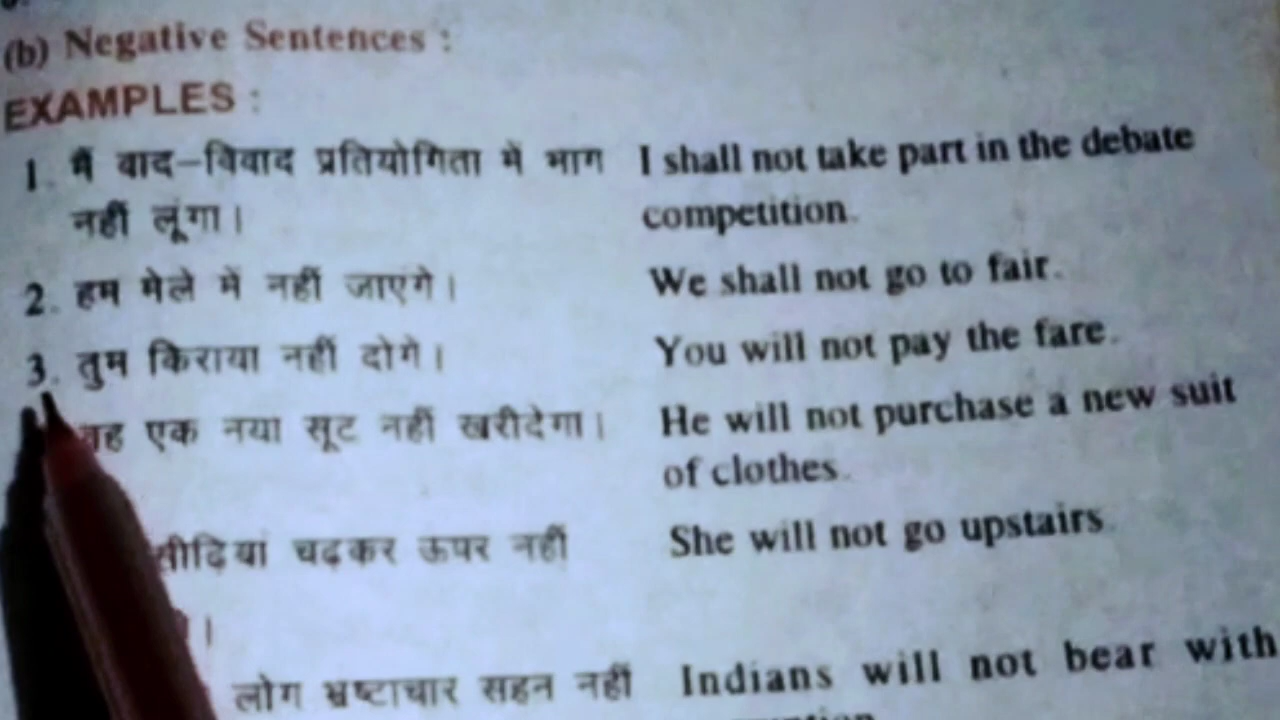 (b) Negative Sentences :
EXAMPLES :
1. मैं वाद-विवाद प्रतियोगिता में भाग I shall not take part in the debate
नहीं लूंगा। competition.
2. हम मेले में नहीं जाएंगे। We shall not go to fair.
3. तुम किराया नहीं दोगे। You will not pay the fare.
एक नया सूट नहीं खरीदेगा। He will not purchase a new suit
of clothes.
चढ़कर ऊपर नहीं She will not go upstairs.
।
लोग भ्रष्टाचार सहन नहीं Indians will not bear with